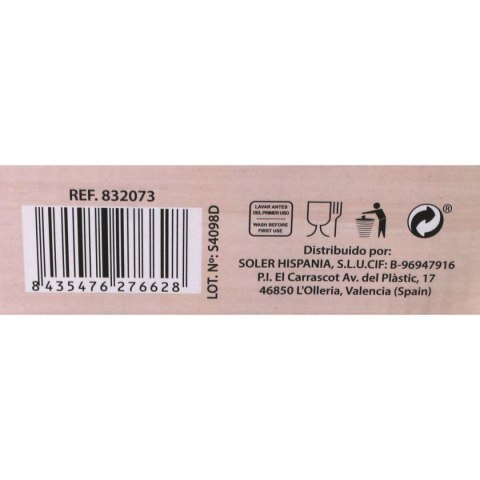 REF. 832073
8 435476 276628
LOT. Nº: S4098D
LAVAR ANTES
DEL PRIMER USO
WASH BEFORE
FIRST USE
®
Distribuido por:
SOLER HISPANIA, S.L.U.CIF: B-96947916
P.I. El Carrascot Av. del Plàstic, 17
46850 L'Olleria, Valencia (Spain)